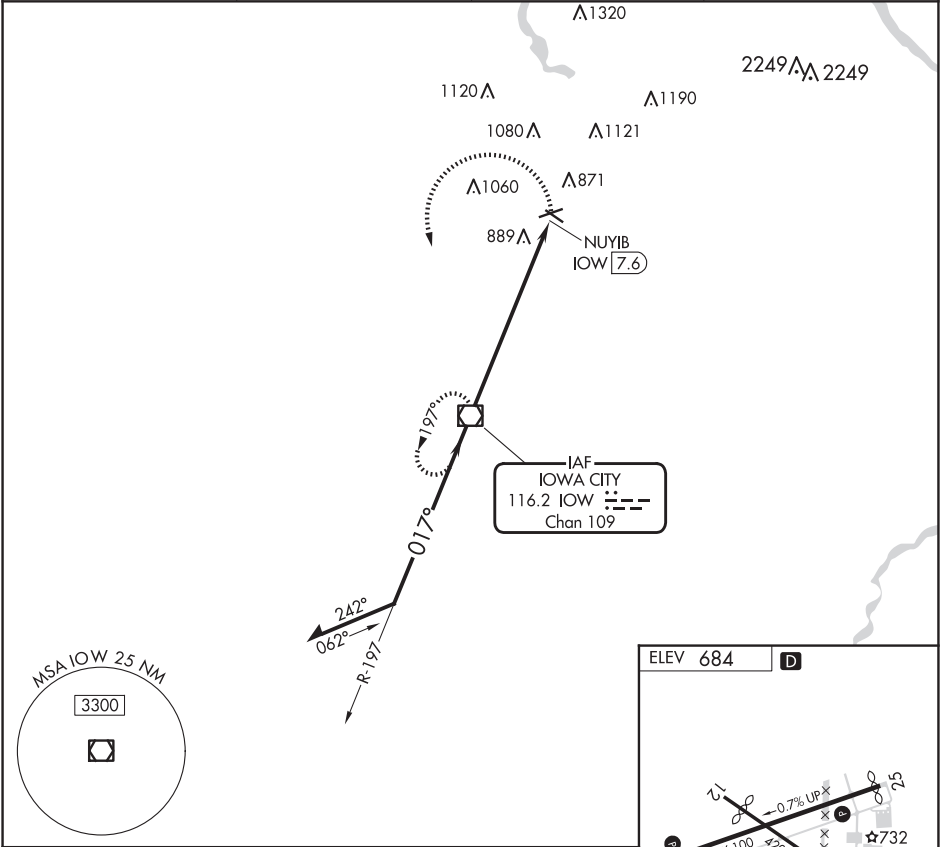 1320
2249 2249
1120
1190
1080
1121
1060
871
889
NUYIB
IOW 7.6
197°
IAF
IOWA CITY
116.2 IOW
Chan 109
017°
242°
062°
R-197
MSA IOW 25 NM
3300
ELEV 684 D
12
0.7% UP
25
P
732
P